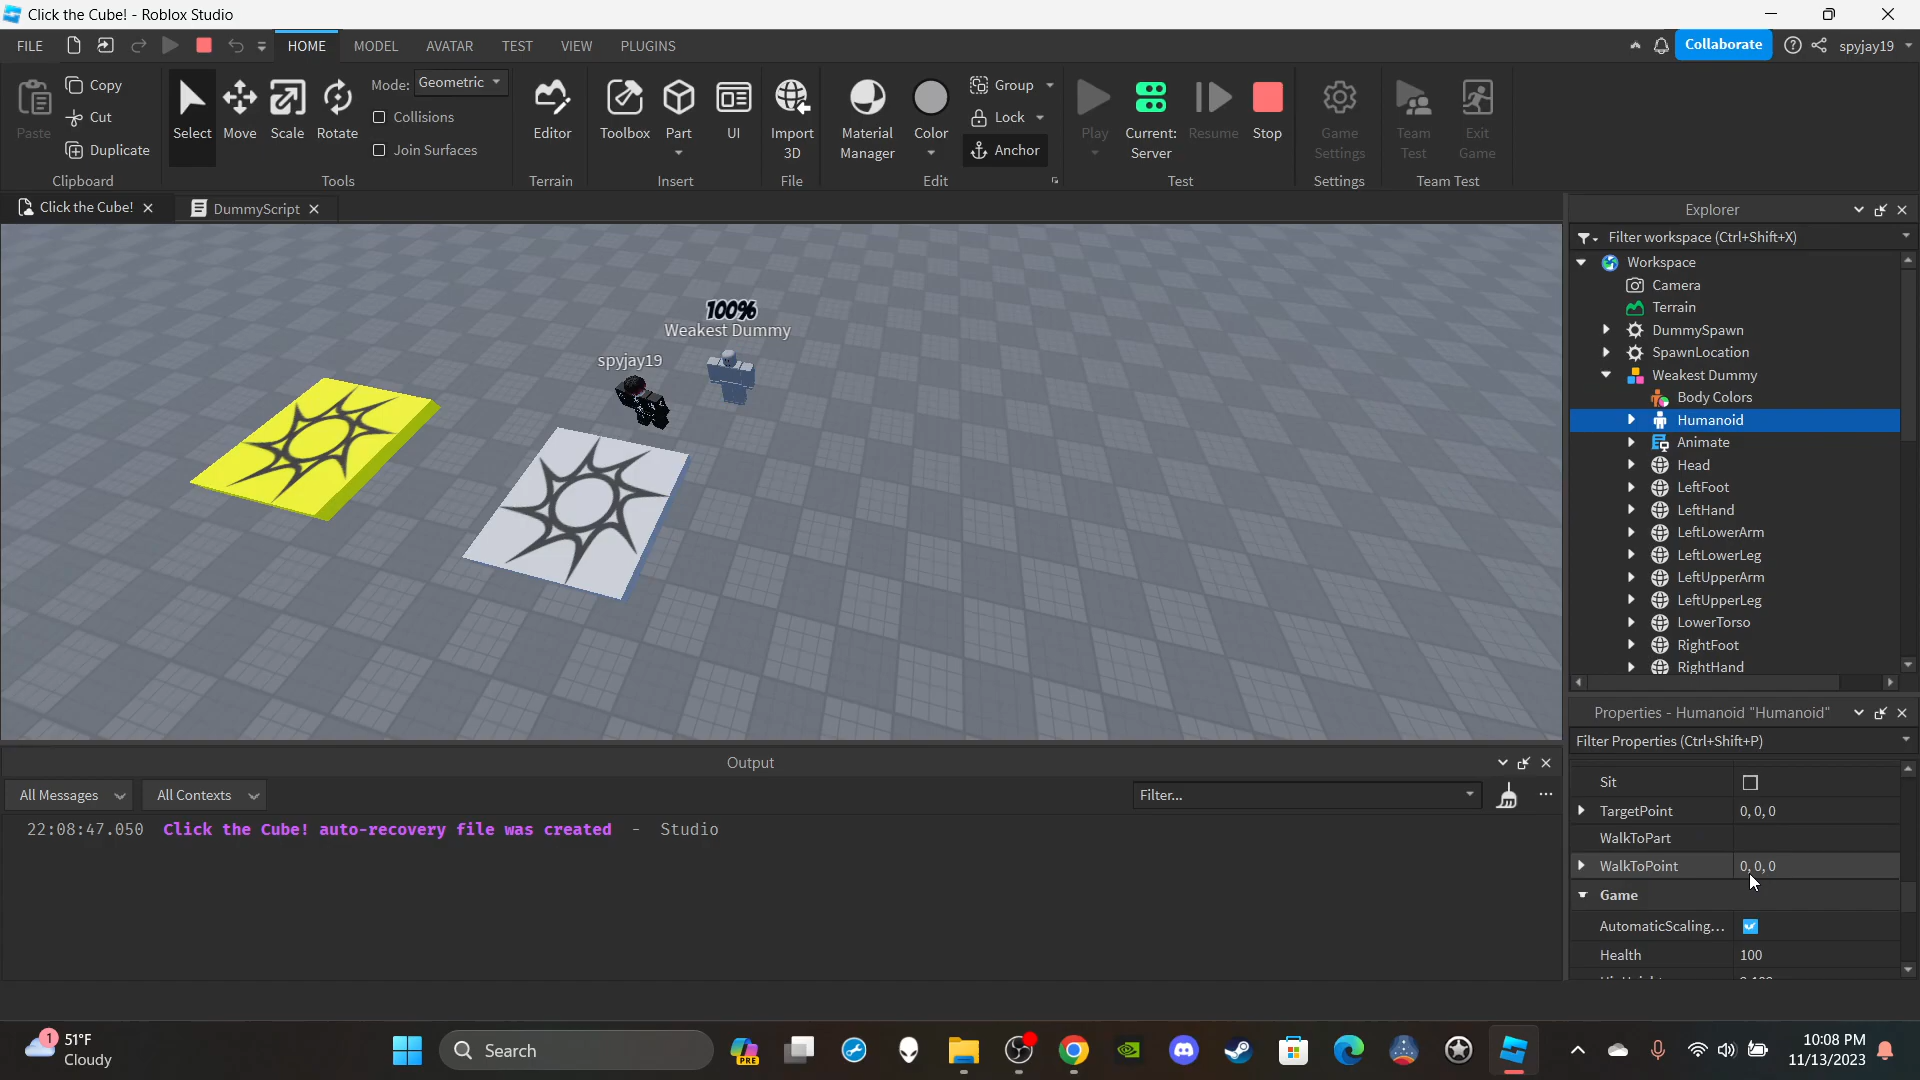 Click the Cube! - Roblox Studio
FILE HOME MODEL AVATAR TEST VIEW PLUGINS Collaborate spyjay19
Paste Copy Cut Duplicate Clipboard
Select Move Scale Rotate Mode: Geometric Collisions Join Surfaces Tools
Editor Terrain
Toolbox Part UI Insert
Import 3D File
Material Manager Color Group Lock Anchor Edit
Play Current: Server Resume Stop Test
Game Settings Settings
Team Test Exit Game Team Test
Click the Cube! DummyScript
100%
Weakest Dummy
spyjay19
Explorer
Filter workspace (Ctrl+Shift+X)
Workspace
Camera
Terrain
DummySpawn
SpawnLocation
Weakest Dummy
Body Colors
Humanoid
Animate
Head
LeftFoot
LeftHand
LeftLowerArm
LeftLowerLeg
LeftUpperArm
LeftUpperLeg
LowerTorso
RightFoot
RightHand
Properties - Humanoid "Humanoid"
Filter Properties (Ctrl+Shift+P)
Sit
TargetPoint 0, 0, 0
WalkToPart
WalkToPoint 0, 0, 0
Game
AutomaticScaling...
Health 100
Output
All Messages All Contexts Filter...
22:08:47.050 Click the Cube! auto-recovery file was created - Studio
1 51°F
Cloudy
Search
PRE
10:08 PM
11/13/2023